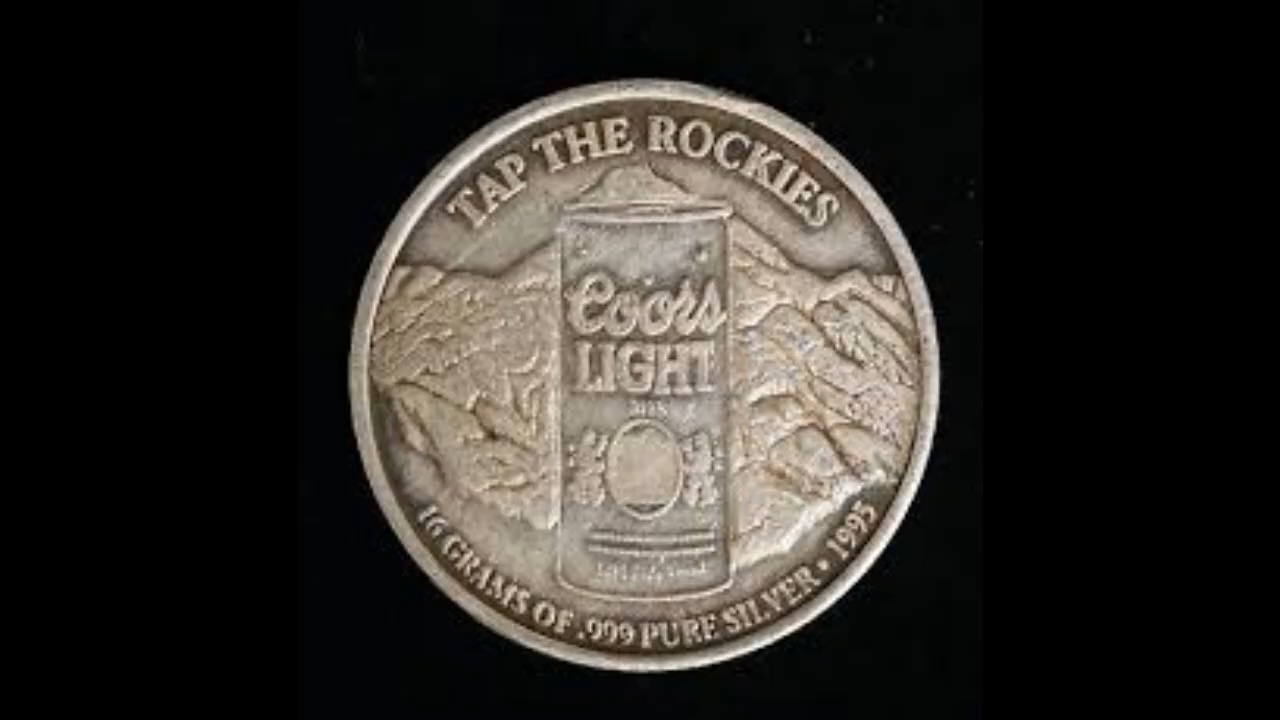 TAP THE ROCKIES
Coors
LIGHT
16 GRAMS OF .999 PURE SILVER • 1995